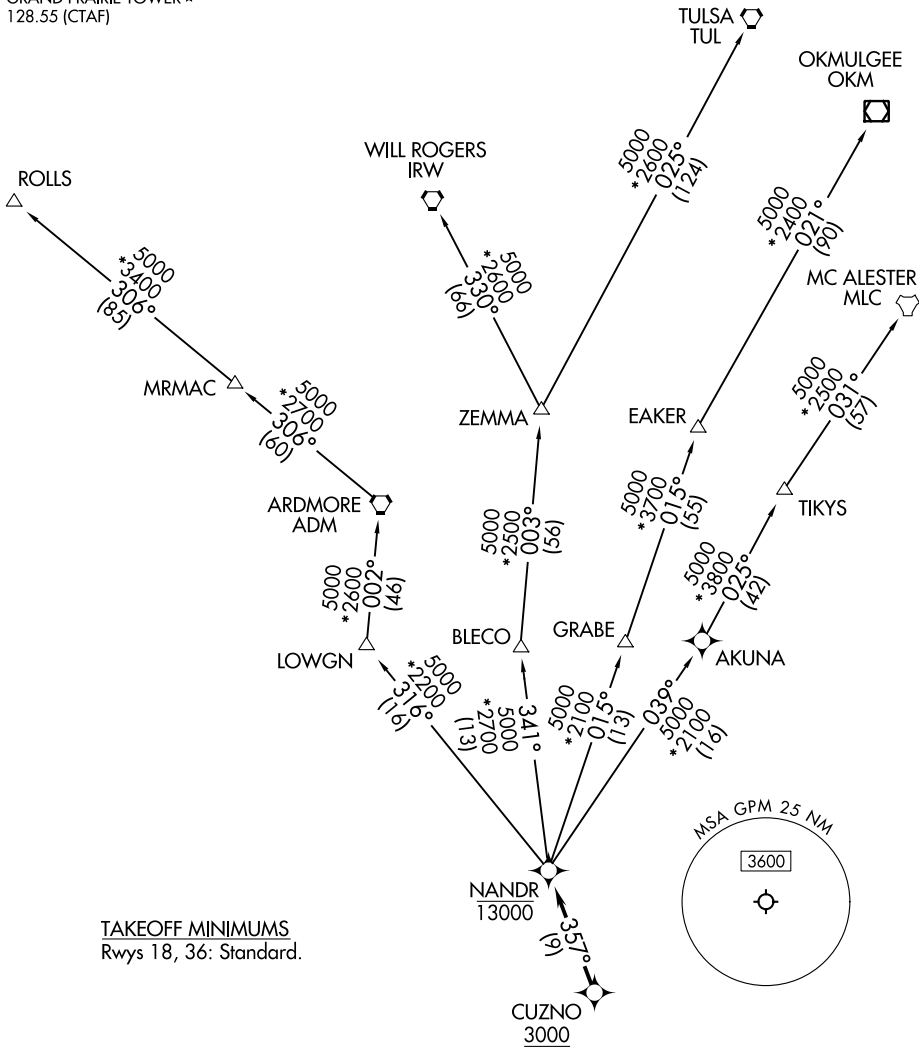 GRAND PRAIRIE TOWER *
128.55 (CTAF)
TULSA
TUL
OKMULGEE
OKM
WILL ROGERS
IRW
ROLLS
5000
*2600
025°
(124)
5000
*2400
021°
(90)
MC ALESTER
MLC
5000
*3400
306°
(85)
5000
*2600
330°
(66)
5000
*2500
031°
(57)
MRMAC
5000
*2700
306°
(60)
ZEMMA
EAKER
ARDMORE
ADM
5000
*2500
003°
(56)
5000
*3700
015°
(55)
TIKYS
5000
*2600
002°
(46)
5000
*3800
025°
(42)
LOWGN
BLECO
GRABE
AKUNA
5000
*2200
316°
(16)
341°
5000
*2700
(13)
5000
*2100
015°
(13)
039°
5000
*2100
(16)
MSA GPM 25 NM
3600
NANDR
13000
TAKEOFF MINIMUMS
Rwys 18, 36: Standard.
357°
(9)
CUZNO
3000